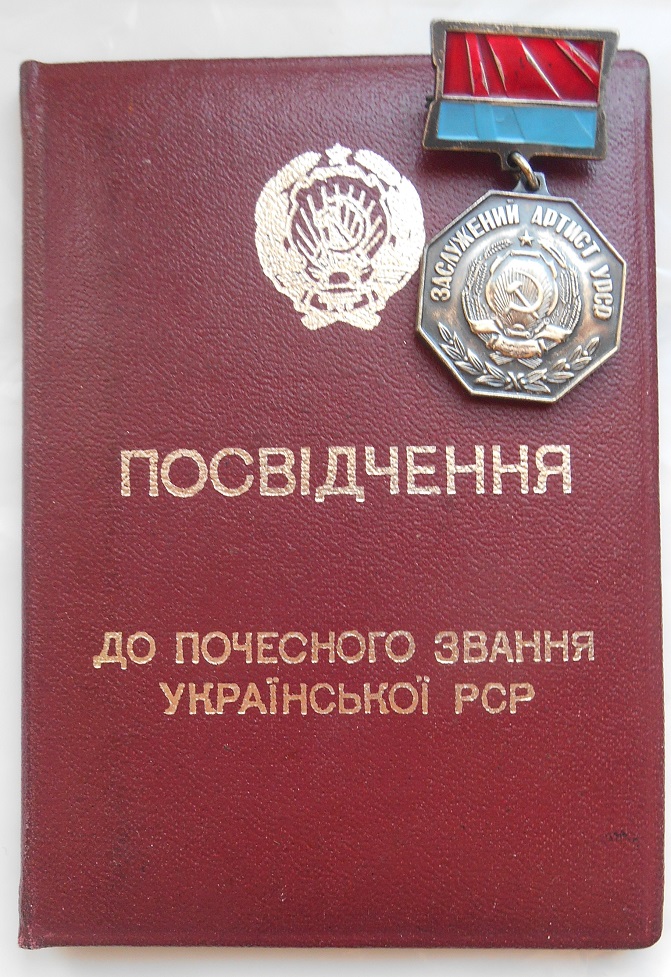 ЗАСЛУЖЕНИЙ АРТИСТ УРСР
ПОСВІДЧЕННЯ
ДО ПОЧЕСНОГО ЗВАННЯ
УКРАЇНСЬКОЇ РСР